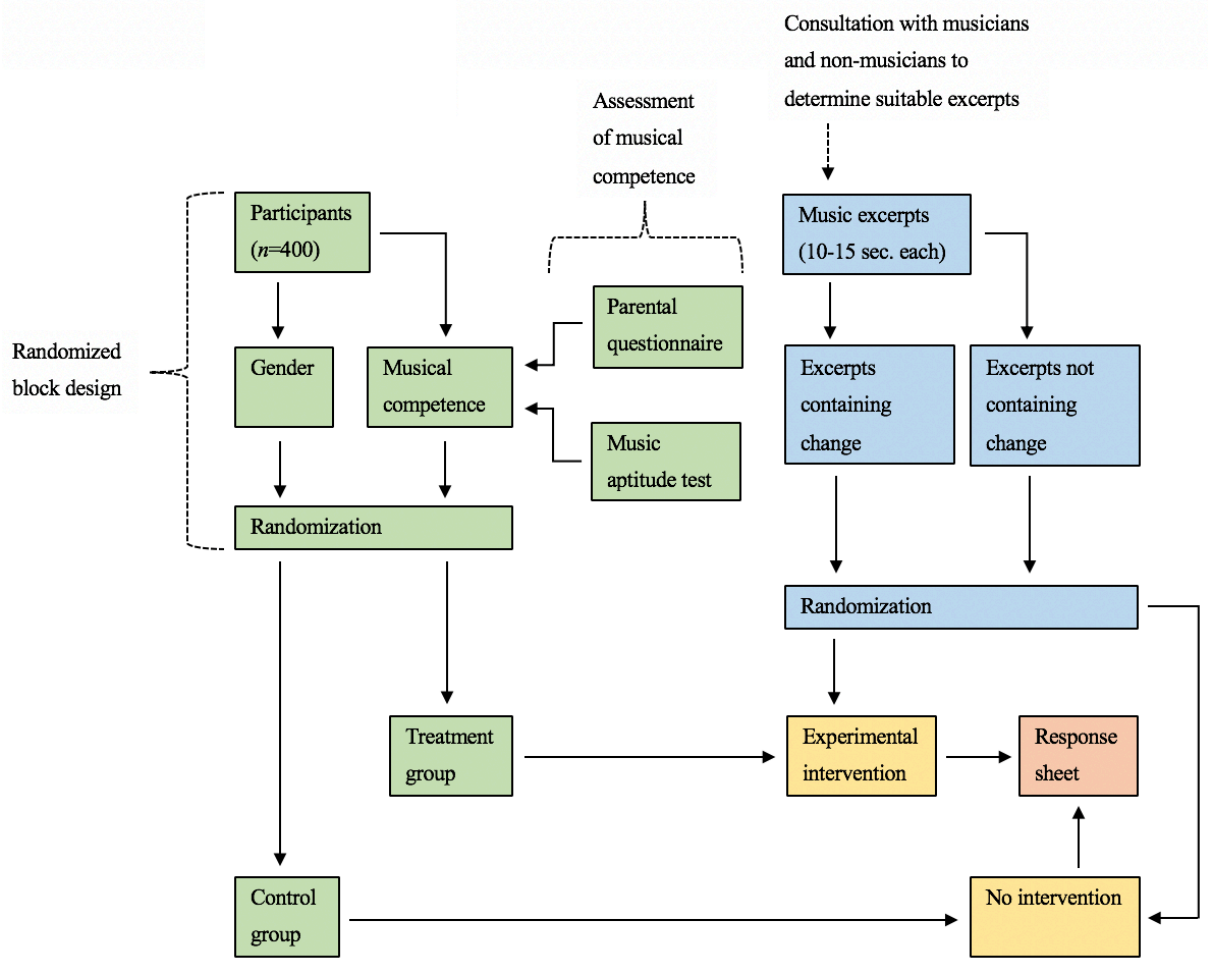 Consultation with musicians
and non-musicians to
determine suitable excerpts
Assessment
of musical
competence
Participants
(n=400)
Music excerpts
(10-15 sec. each)
Parental
questionnaire
Randomized
block design
Gender
Musical
competence
Excerpts
containing
change
Excerpts not
containing
change
Music
aptitude test
Randomization
Randomization
Treatment
group
Experimental
intervention
Response
sheet
Control
group
No intervention